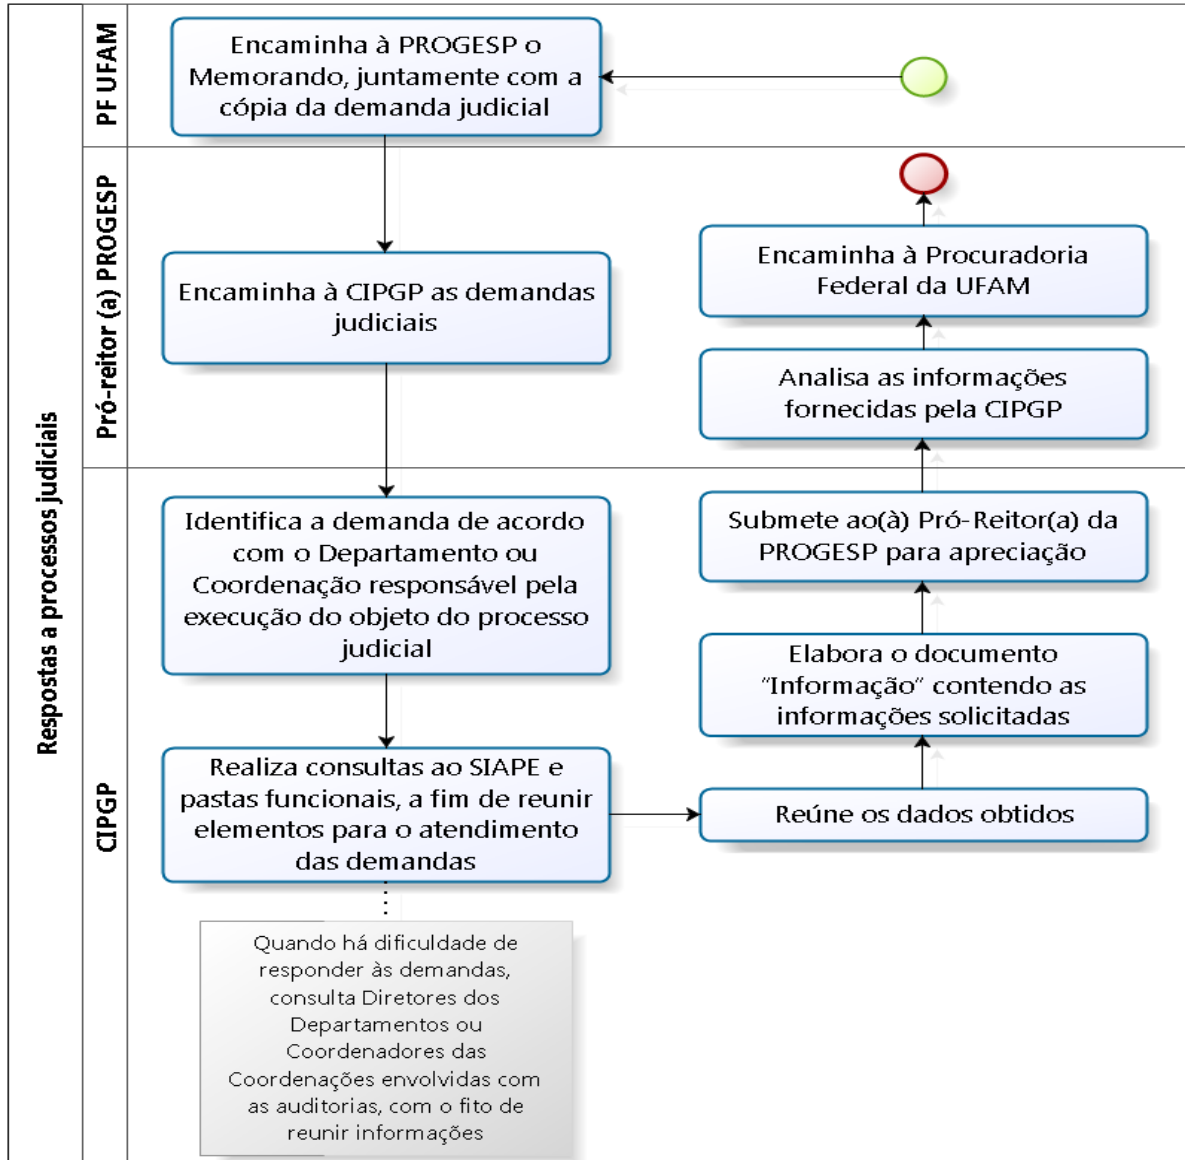 Respostas a processos judiciais
PF UFAM
Encaminha à PROGESP o
Memorando, juntamente com a
cópia da demanda judicial
Pró-reitor (a) PROGESP
Encaminha à CIPGP as demandas
judiciais
Encaminha à Procuradoria
Federal da UFAM
Analisa as informações
fornecidas pela CIPGP
CIPGP
Identifica a demanda de acordo
com o Departamento ou
Coordenação responsável pela
execução do objeto do processo
judicial
Realiza consultas ao SIAPE e
pastas funcionais, a fim de reunir
elementos para o atendimento
das demandas
Quando há dificuldade de
responder às demandas,
consulta Diretores dos
Departamentos ou
Coordenadores das
Coordenações envolvidas com
as auditorias, com o fito de
reunir informações
Submete ao(à) Pró-Reitor(a) da
PROGESP para apreciação
Elabora o documento
“Informação” contendo as
informações solicitadas
Reúne os dados obtidos